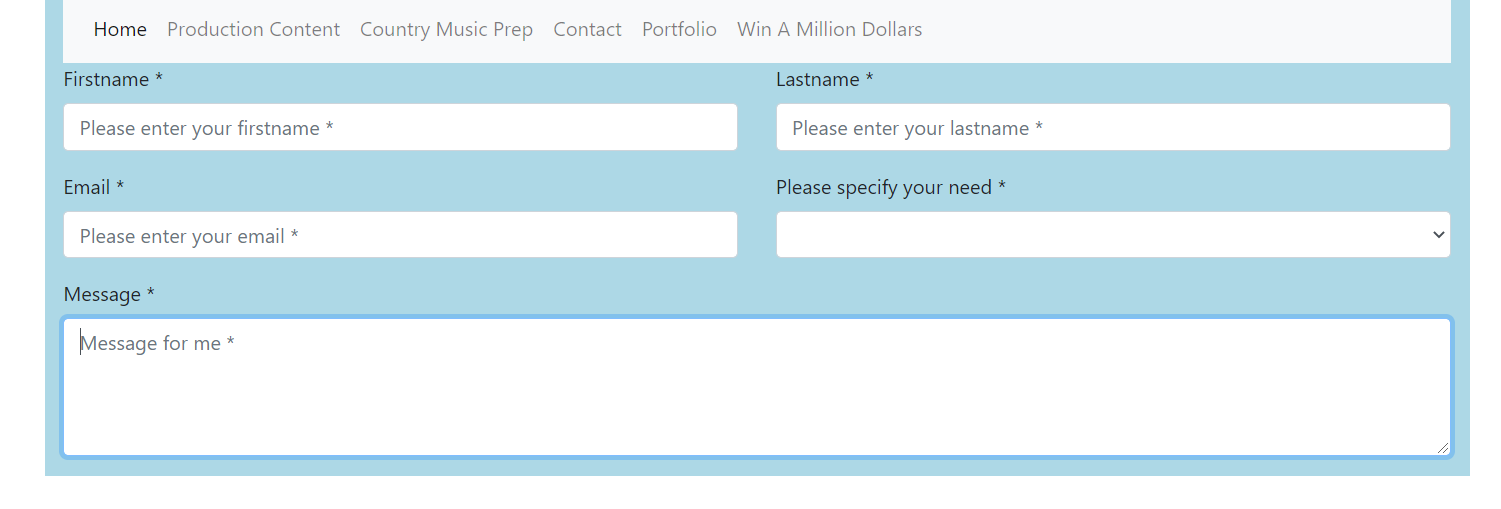 Home Production Content Country Music Prep Contact Portfolio Win A Million Dollars
Firstname * Lastname *
Please enter your firstname * Please enter your lastname *
Email * Please specify your need *
Please enter your email *
Message *
Message for me *